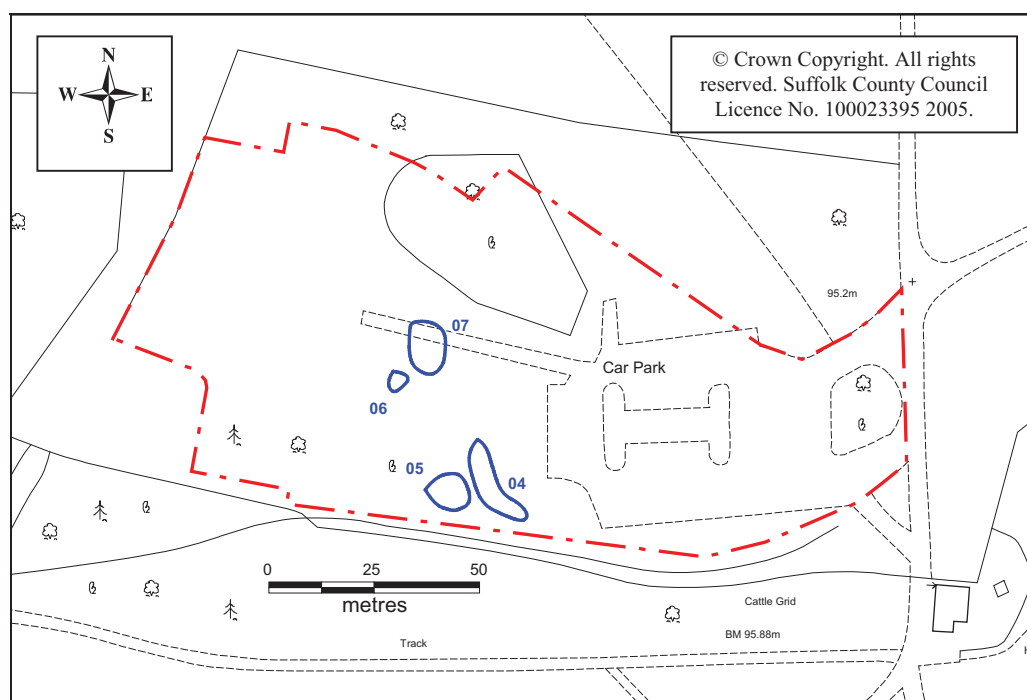 N
W E
S
© Crown Copyright. All rights
reserved. Suffolk County Council
Licence No. 100023395 2005.
95.2m
07
Car Park
06
05
04
0 25 50
metres
Cattle Grid
BM 95.88m
Track
H